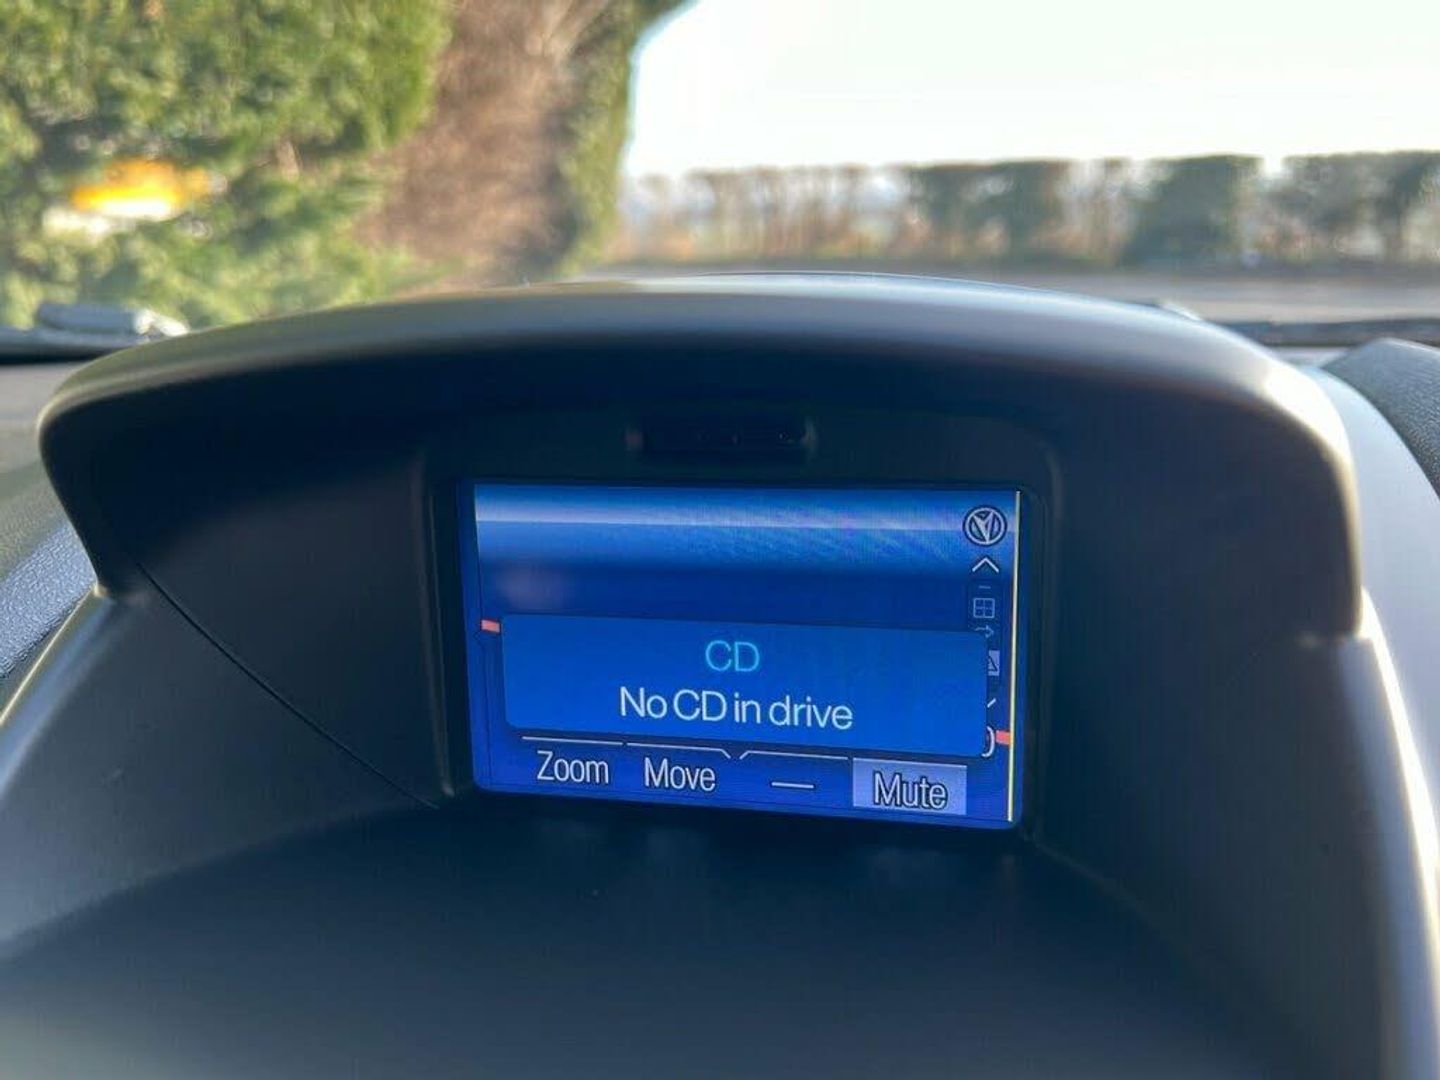 CD
No CD in drive
Zoom Move — Mute